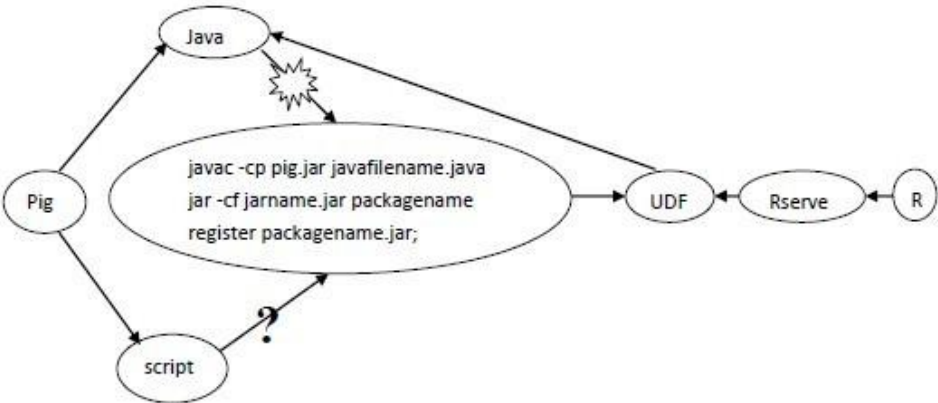 Java
javac -cp pig.jar javafilename.java
jar -cf jarname.jar packagename
register packagename.jar;
Pig
UDF
Rserve
R
?
script